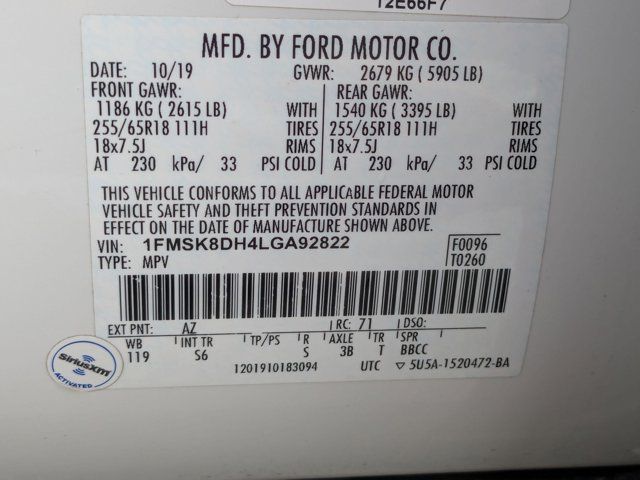 12E66F7
MFD. BY FORD MOTOR CO.
DATE: 10/19 GVWR: 2679 KG ( 5905 LB)
FRONT GAWR: REAR GAWR:
1186 KG ( 2615 LB) WITH 1540 KG ( 3395 LB) WITH
255/65R18 111H TIRES 255/65R18 111H TIRES
18x7.5J RIMS 18x7.5J RIMS
AT 230 kPa/ 33 PSI COLD AT 230 kPa/ 33 PSI COLD
THIS VEHICLE CONFORMS TO ALL APPLICABLE FEDERAL MOTOR
VEHICLE SAFETY AND THEFT PREVENTION STANDARDS IN
EFFECT ON THE DATE OF MANUFACTURE SHOWN ABOVE.
VIN: 1FMSK8DH4LGA92822 F0096
TYPE: MPV T0260
EXT PNT: AZ RC: 71 DSO:
WB INT TR TP/PS R AXLE TR SPR
119 S6 S 3B T BBCC
1201910183094 UTC ▽ 5U5A-1520472-BA
SiriusXM
ACTIVATED